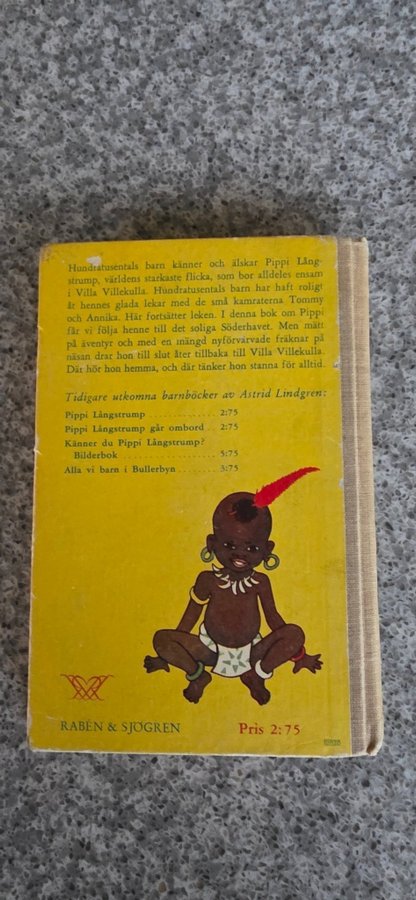 Hundratusentals barn känner och älskar Pippi Lång-
strump, världens starkaste flicka, som bor alldeles ensam
i Villa Villekulla. Hundratusentals barn har haft roligt
åt hennes glada lekar med de små kamraterna Tommy
och Annika. Här fortsätter leken. I denna bok om Pippi
får vi följa henne till det soliga Söderhavet. Men mätt
på äventyr och med en mängd nyförvärvade fräknar på
näsan drar hon till slut åter tillbaka till Villa Villekulla.
Där hör hon hemma, och där tänker hon stanna för alltid.
Tidigare utkomna barnböcker av Astrid Lindgren:
Pippi Långstrump ............ 2:75
Pippi Långstrump går ombord .. 2:75
Känner du Pippi Långstrump?
Bilderbok ................ 5:75
Alla vi barn i Bullerbyn ........ 3:75
RABÉN & SJÖGREN Pris 2:75